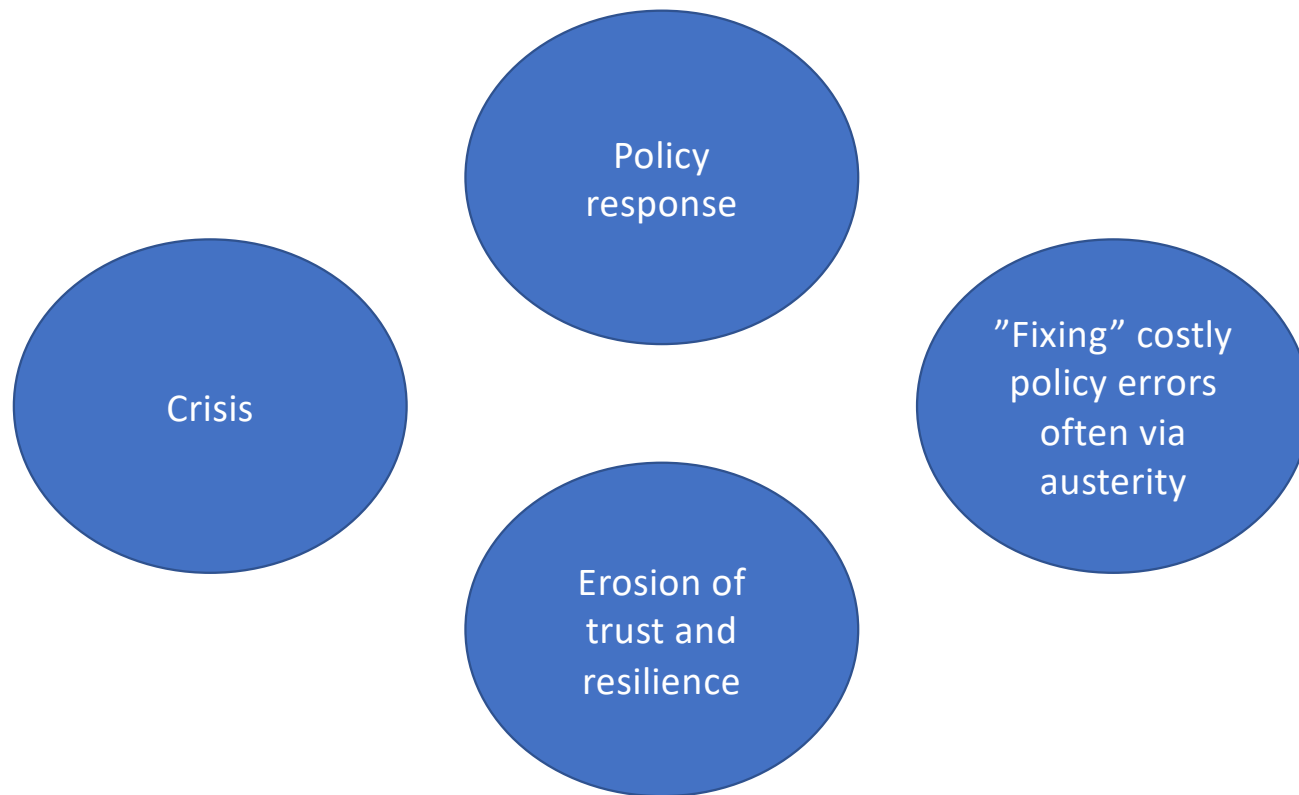 Policy
response
Crisis
”Fixing” costly
policy errors
often via
austerity
Erosion of
trust and
resilience